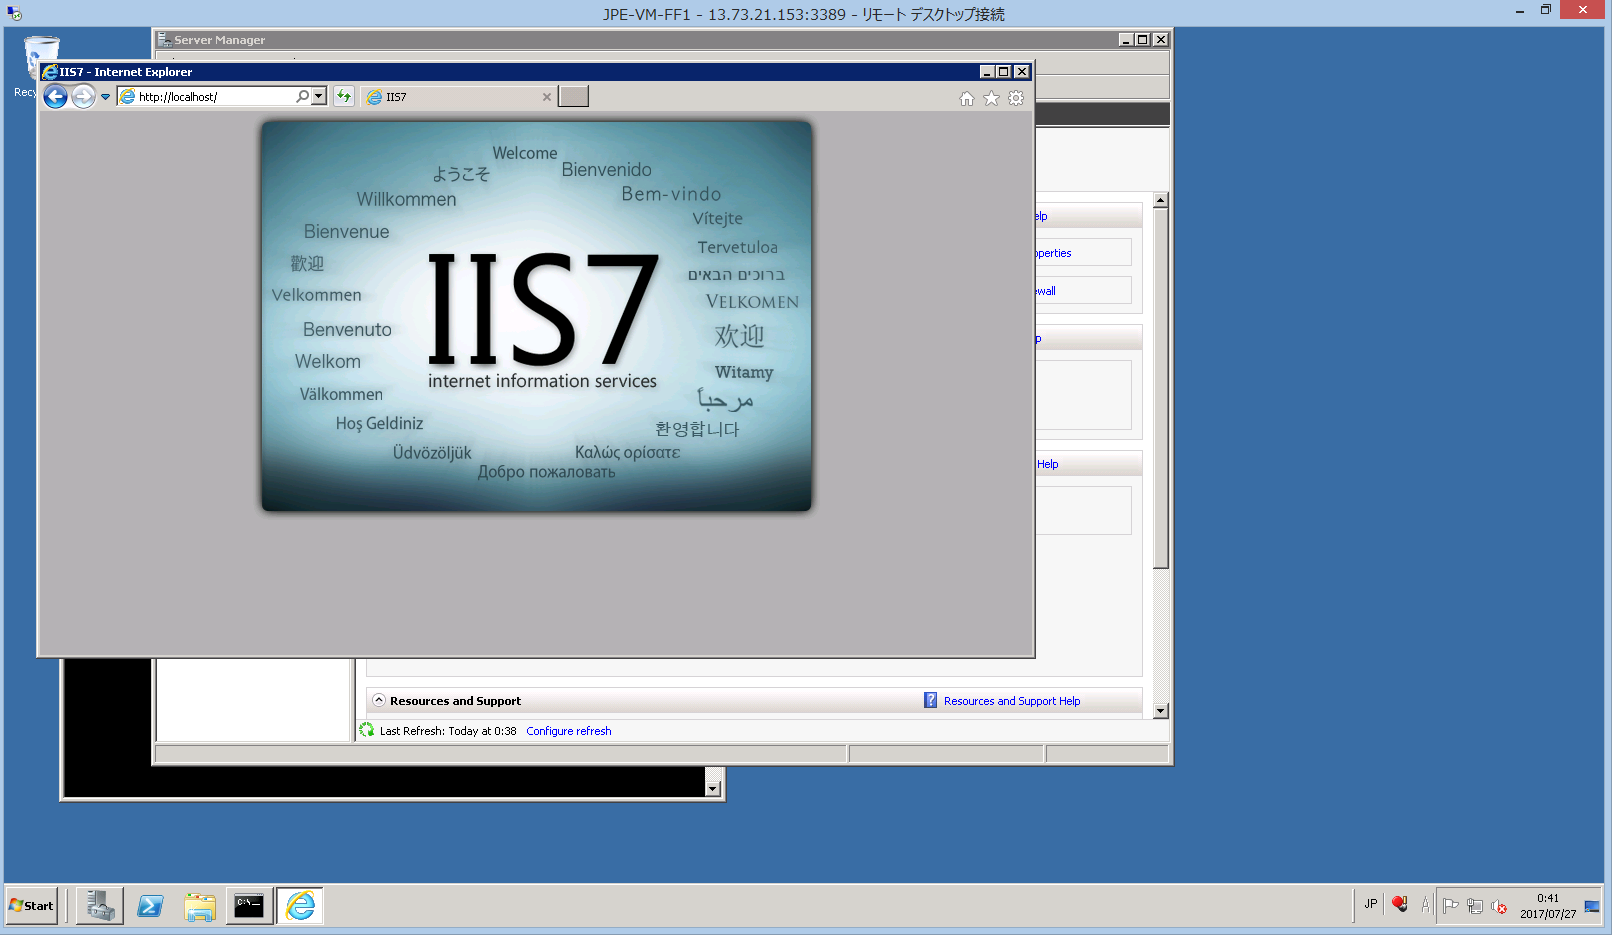 JPE-VM-FF1 - 13.73.21.153:3389 - リモート デスクトップ接続
Server Manager
IIS7 - Internet Explorer
http://localhost/
IIS7
Welcome
ようこそ
Bienvenido
Willkommen
Bem-vindo
Vítejte
Bienvenue
Tervetuloa
歡迎
ברוכים הבאים
Velkommen
VELKOMEN
IIS7
Benvenuto
欢迎
Welkom
Witamy
internet information services
Välkommen
مرحباً
Hoş Geldiniz
환영합니다
Üdvözöljük
Καλώς ορίσατε
Добро пожаловать
Help
Resources and Support
Resources and Support Help
Last Refresh: Today at 0:38 Configure refresh
Start
JP
A
0:41
2017/07/27